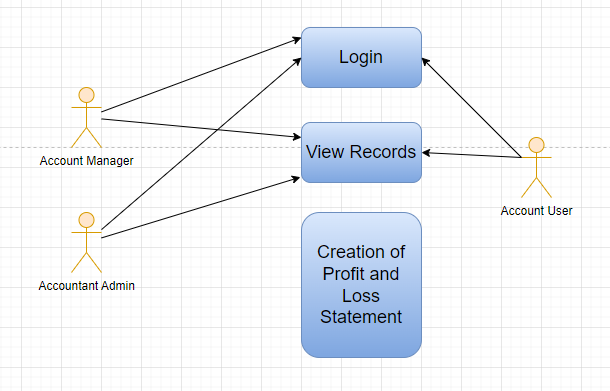 Login
Account Manager
View Records
Account User
Accountant Admin
Creation of
Profit and
Loss
Statement